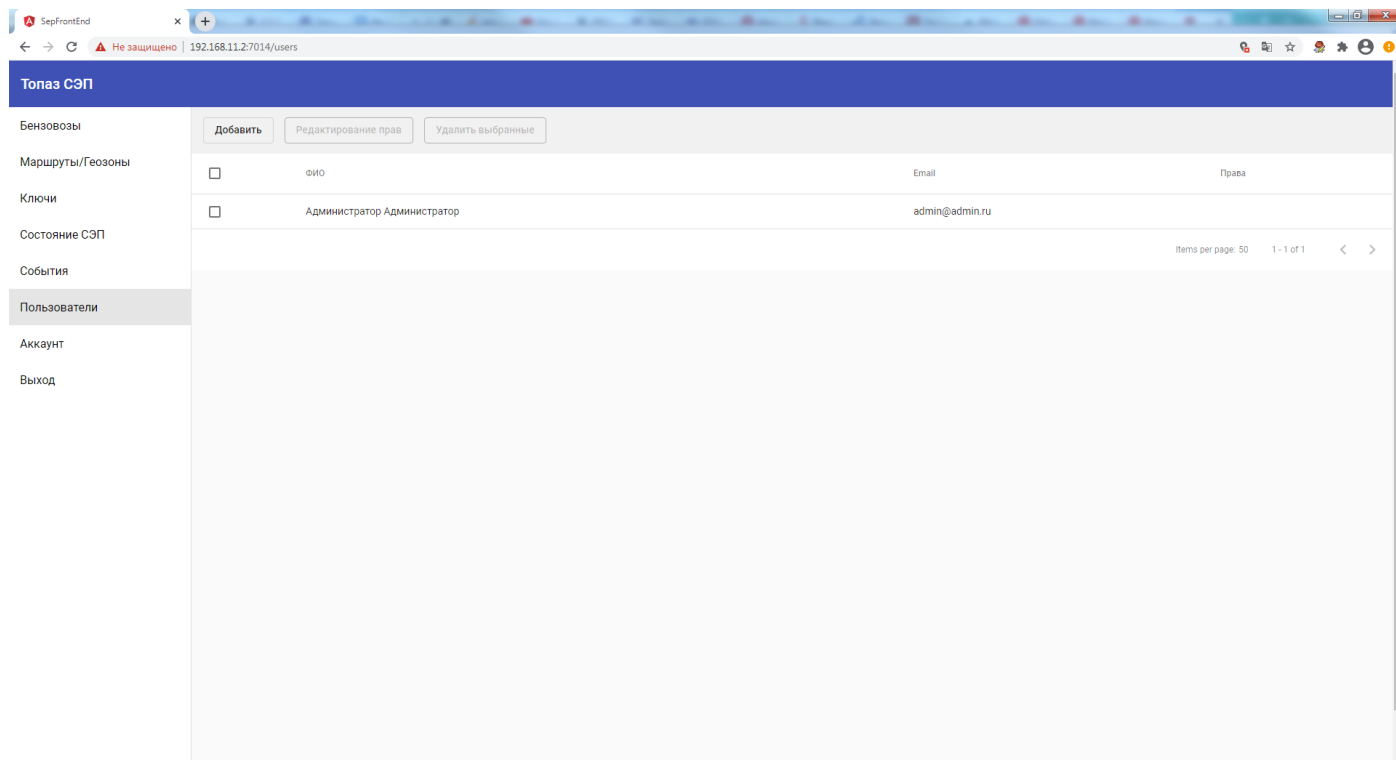 SepFrontEnd
Не защищено 192.168.11.2:7014/users
Топаз СЭП
Бензовозы
Маршруты/Геозоны
Ключи
Состояние СЭП
События
Пользователи
Аккаунт
Выход
Добавить Редактирование прав Удалить выбранные
ФИО Email Права
Администратор Администратор admin@admin.ru
Items per page: 50 1 - 1 of 1